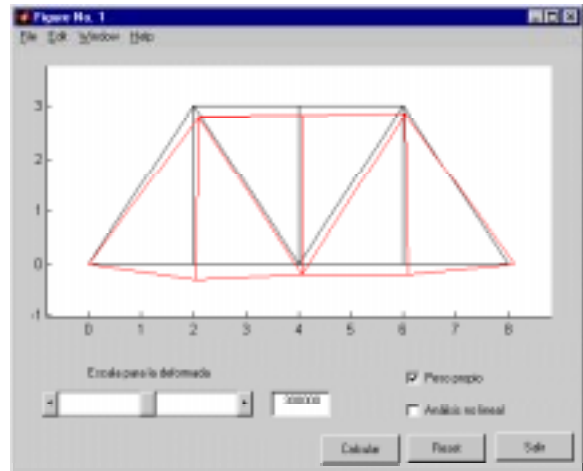 Figure No. 1
File Edit Window Help
3
2
1
0
-1
0 1 2 3 4 5 6 7 8
Escala para la deformada
300000
Peso propio
Análisis no lineal
Calcular Reset Salir